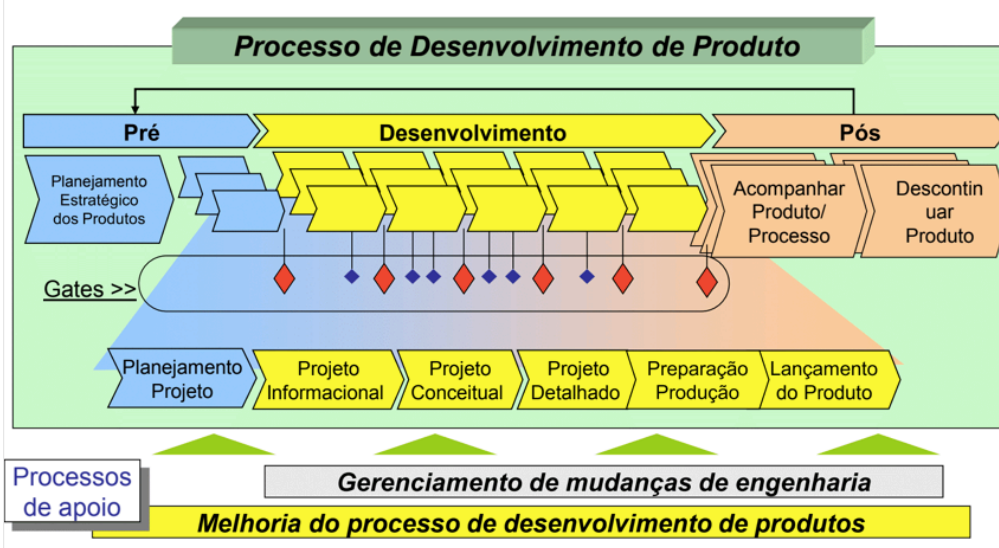 Processo de Desenvolvimento de Produto
Pré
Desenvolvimento
Pós
Planejamento
Estratégico
dos Produtos
Acompanhar
Produto/
Processo
Descontin
uar
Produto
Gates >>
Planejamento
Projeto
Projeto
Informacional
Projeto
Conceitual
Projeto
Detalhado
Preparação
Produção
Lançamento
do Produto
Processos
de apoio
Gerenciamento de mudanças de engenharia
Melhoria do processo de desenvolvimento de produtos